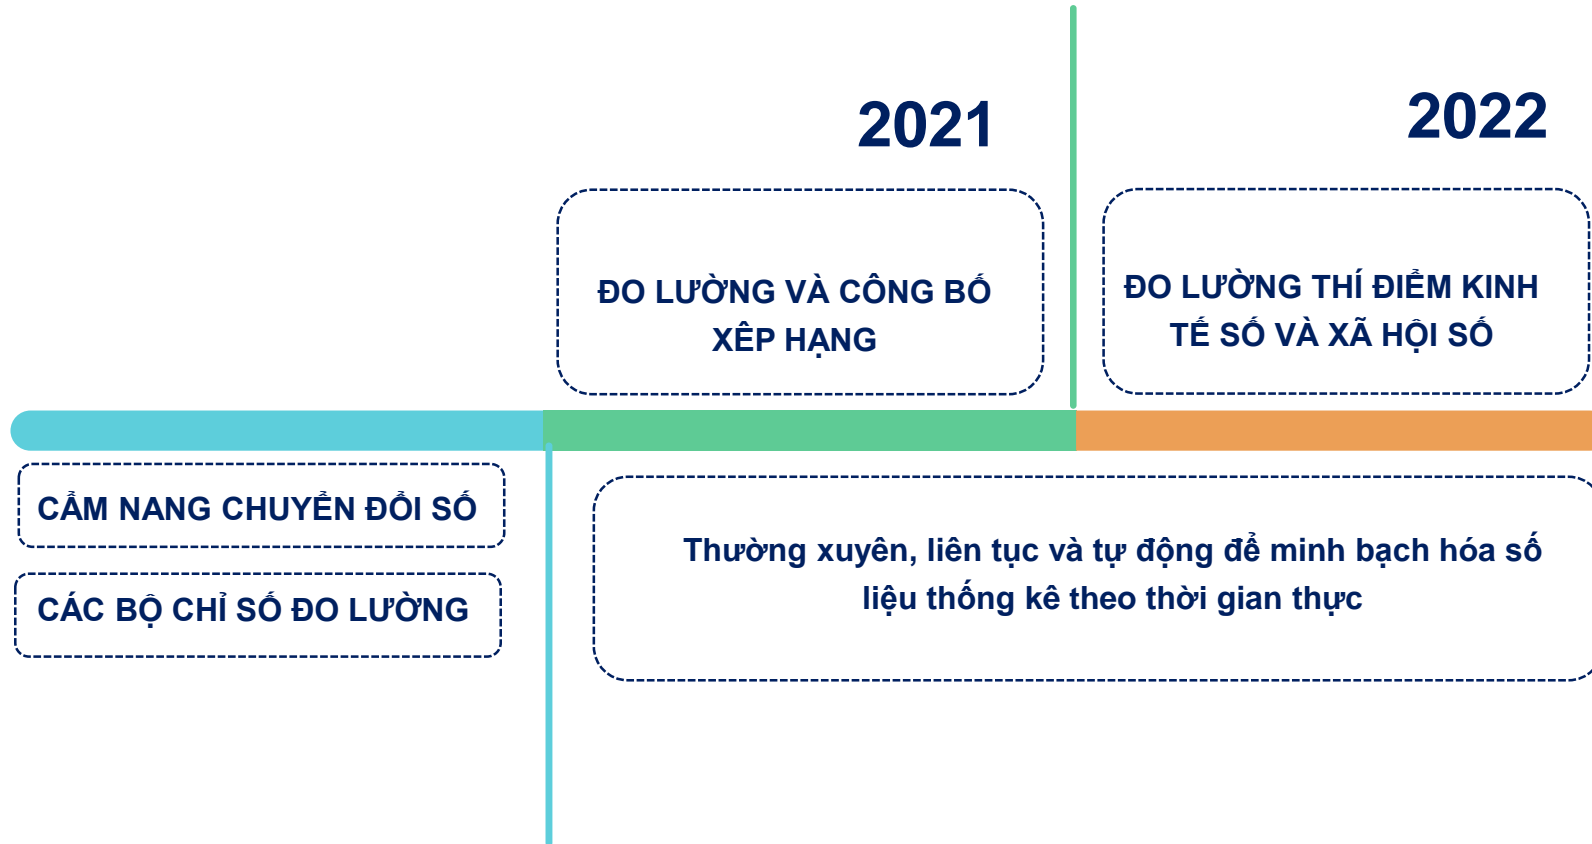 2021
2022
ĐO LƯỜNG VÀ CÔNG BỐ
XÊP HẠNG
ĐO LƯỜNG THÍ ĐIỂM KINH
TẾ SỐ VÀ XÃ HỘI SỐ
CẨM NANG CHUYỂN ĐỔI SỐ
CÁC BỘ CHỈ SỐ ĐO LƯỜNG
Thường xuyên, liên tục và tự động để minh bạch hóa số
liệu thống kê theo thời gian thực